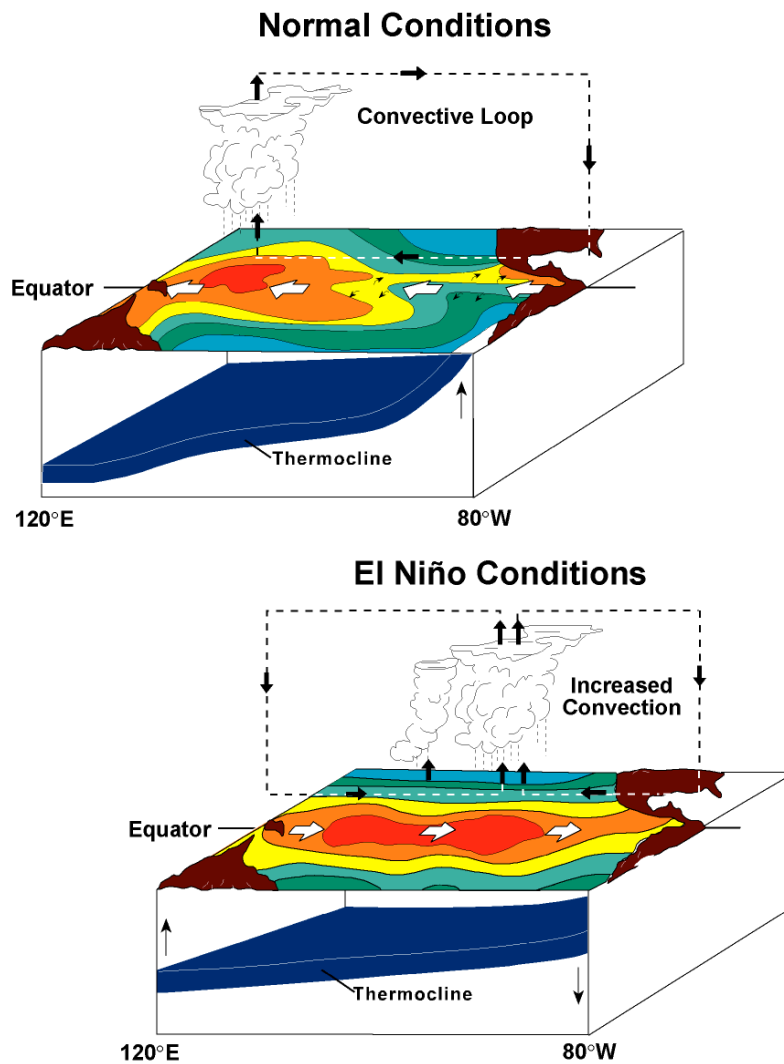 Normal Conditions
Convective Loop
Equator
Thermocline
120°E
80°W
El Niño Conditions
Increased
Convection
Equator
Thermocline
120°E
80°W